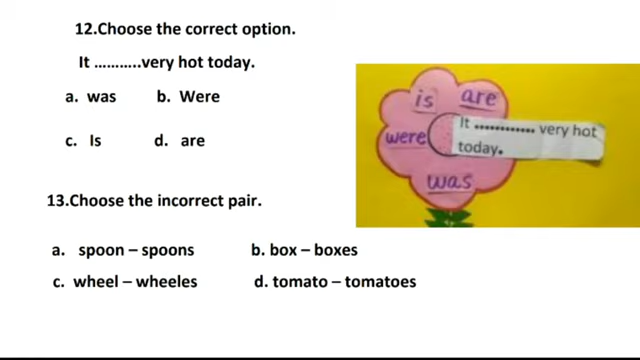 12.Choose the correct option.
It ...........very hot today.
a. was b. Were
c. Is d. are
is are
were
It ............ very hot
today.
was
13.Choose the incorrect pair.
a. spoon – spoons b. box – boxes
c. wheel – wheeles d. tomato – tomatoes